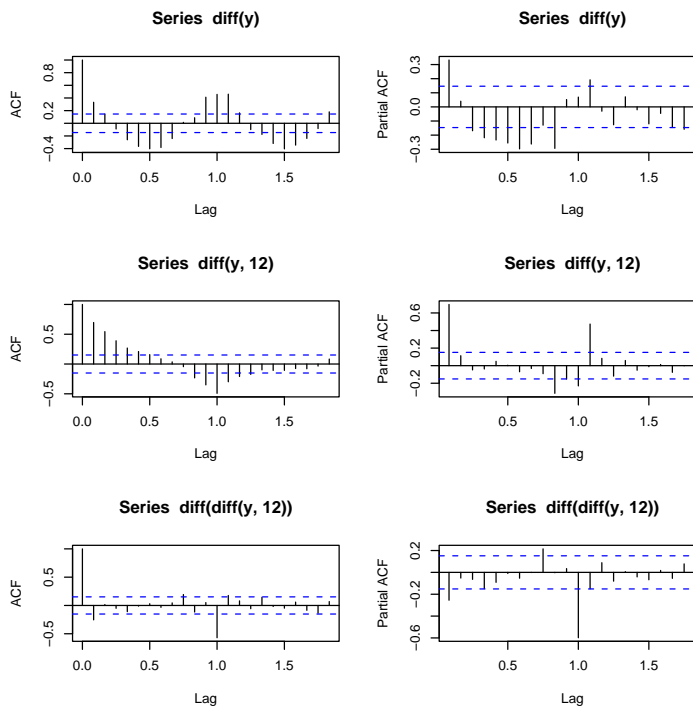 Series diff(y)
ACF
0.8
0.2
−0.4
0.0 0.5 1.0 1.5
Lag
Series diff(y)
Partial ACF
0.3
0.0
−0.3
0.5 1.0 1.5
Lag
Series diff(y, 12)
ACF
0.5
−0.5
0.0 0.5 1.0 1.5
Lag
Series diff(y, 12)
Partial ACF
0.6
0.2
−0.2
0.5 1.0 1.5
Lag
Series diff(diff(y, 12))
ACF
0.5
−0.5
0.0 0.5 1.0 1.5
Lag
Series diff(diff(y, 12))
Partial ACF
0.2
−0.2
−0.6
0.5 1.0 1.5
Lag